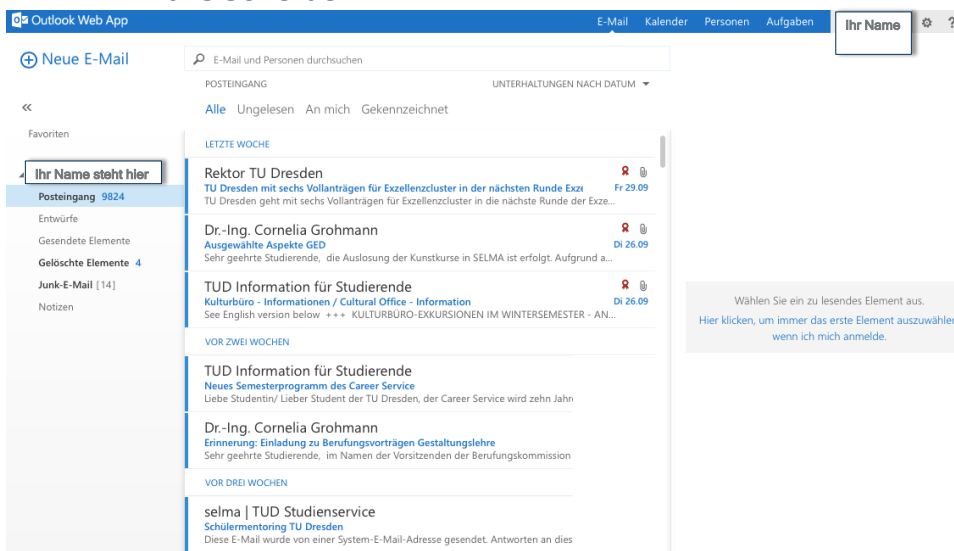 Outlook Web App
E-Mail Kalender Personen Aufgaben Ihr Name ?
Neue E-Mail
E-Mail und Personen durchsuchen
POSTEINGANG UNTERHALTUNGEN NACH DATUM
«
Alle Ungelesen An mich Gekennzeichnet
Favoriten
LETZTE WOCHE
Ihr Name steht hier
Posteingang 9824
Entwürfe
Gesendete Elemente
Gelöschte Elemente 4
Junk-E-Mail [14]
Notizen
Rektor TU Dresden
TU Dresden mit sechs Vollanträgen für Exzellenzcluster in der nächsten Runde Exze Fr 29.09
TU Dresden geht mit sechs Vollanträgen für Exzellenzcluster in die nächste Runde der Exze...
Dr.-Ing. Cornelia Grohmann
Ausgewählte Aspekte GED Di 26.09
Sehr geehrte Studierende, die Auslosung der Kunstkurse in SELMA ist erfolgt. Aufgrund a...
TUD Information für Studierende
Kulturbüro - Informationen / Cultural Office - Information Di 26.09
See English version below +++ KULTURBÜRO-EXKURSIONEN IM WINTERSEMESTER - AN...
VOR ZWEI WOCHEN
TUD Information für Studierende
Neues Semesterprogramm des Career Service
Liebe Studentin/ Lieber Student der TU Dresden, der Career Service wird zehn Jahr
Dr.-Ing. Cornelia Grohmann
Erinnerung: Einladung zu Berufungsvorträgen Gestaltungslehre
Sehr geehrte Studierende, im Namen der Vorsitzenden der Berufungskommission
VOR DREI WOCHEN
selma | TUD Studienservice
Schülermentoring TU Dresden
Diese E-Mail wurde von einer System-E-Mail-Adresse gesendet. Antworten an dies
Wählen Sie ein zu lesendes Element aus.
Hier klicken, um immer das erste Element auszuwählen
wenn ich mich anmelde.